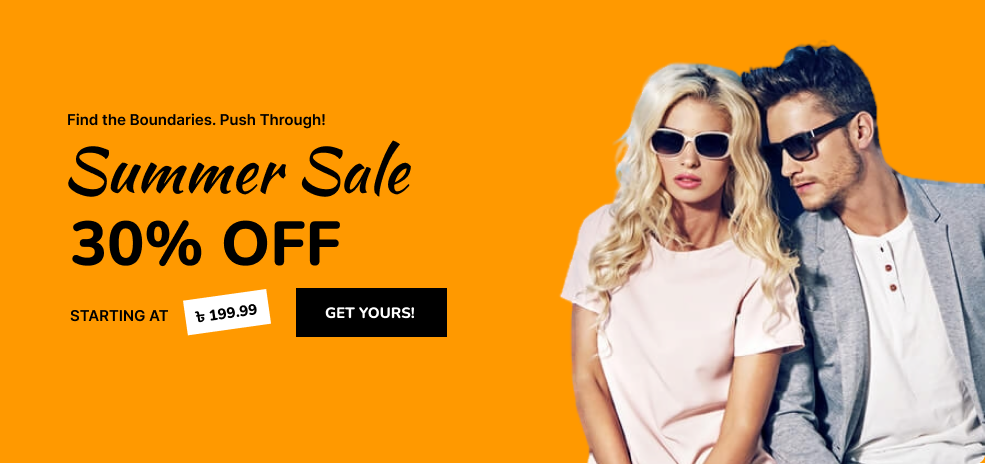 Find the Boundaries. Push Through!
Summer Sale
30% OFF
STARTING AT ৳ 199.99 GET YOURS!